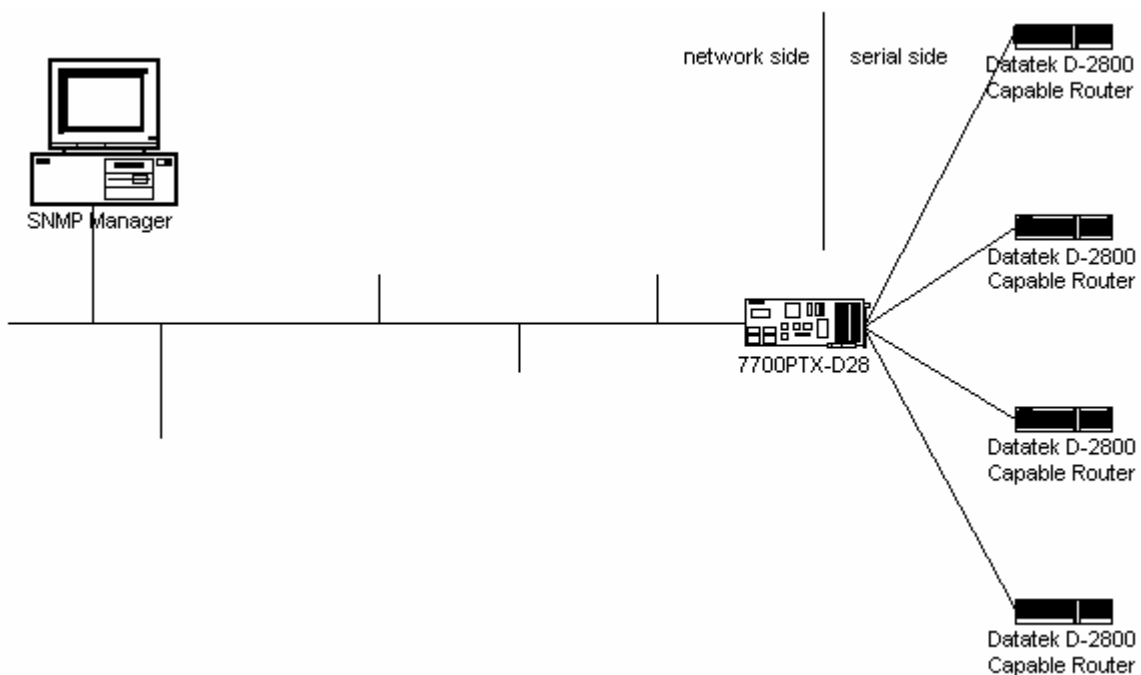 network side
serial side
Datatek D-2800
Capable Router
SNMP Manager
Datatek D-2800
Capable Router
7700PTX-D28
Datatek D-2800
Capable Router
Datatek D-2800
Capable Router